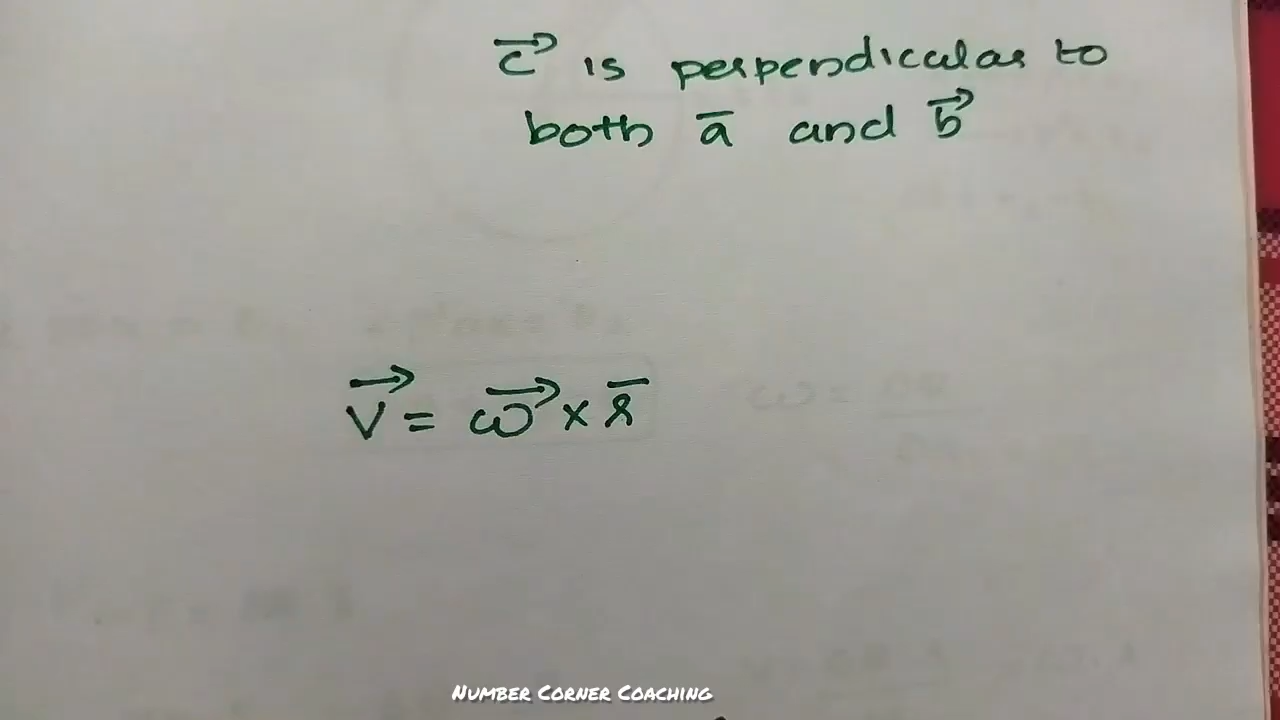 c⃗ is perpendicular to
both a̅ and b⃗
V⃗ = ω⃗ × r̅
Number Corner Coaching